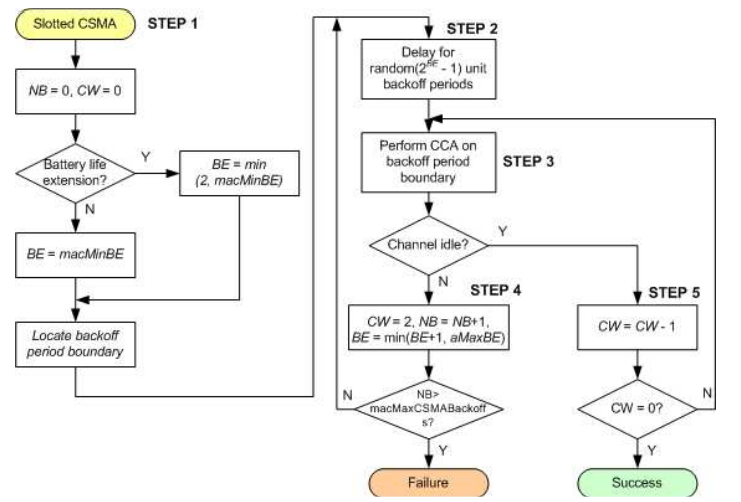 Slotted CSMA
STEP 1
NB = 0, CW = 0
Battery life
extension?
Y
BE = min
(2, macMinBE)
N
BE = macMinBE
Locate backoff
period boundary
STEP 2
Delay for
random(2^BE - 1) unit
backoff periods
Perform CCA on
backoff period
boundary
STEP 3
Channel idle?
Y
N
STEP 4
CW = 2, NB = NB+1,
BE = min(BE+1, aMaxBE)
N
NB>
macMaxCSMABackoff
s?
Y
Failure
STEP 5
CW = CW - 1
CW = 0?
N
Y
Success